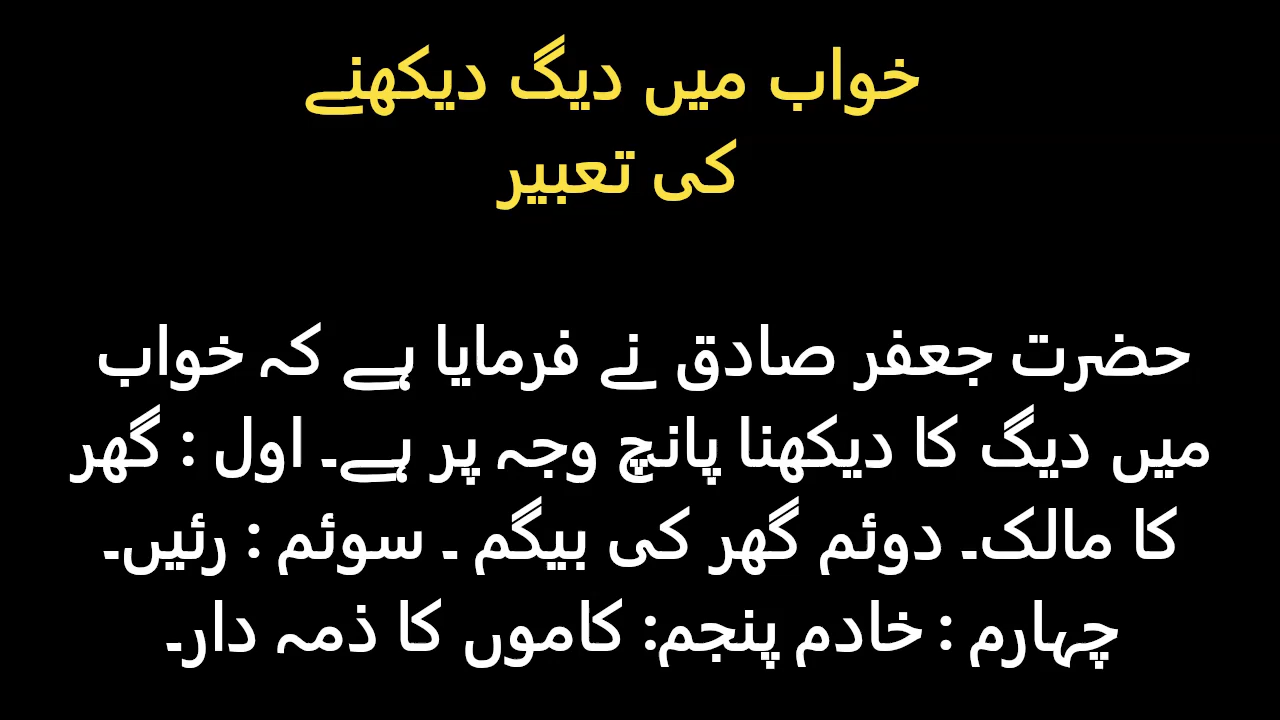 خواب میں دیگ دیکھنے
کی تعبیر
حضرت جعفر صادق نے فرمایا ہے کہ خواب
میں دیگ کا دیکھنا پانچ وجہ پر ہے۔ اول : گھر
کا مالک۔ دوئم گھر کی بیگم ۔ سوئم : رئیں۔
چہارم : خادم پنجم: کاموں کا ذمہ دار۔